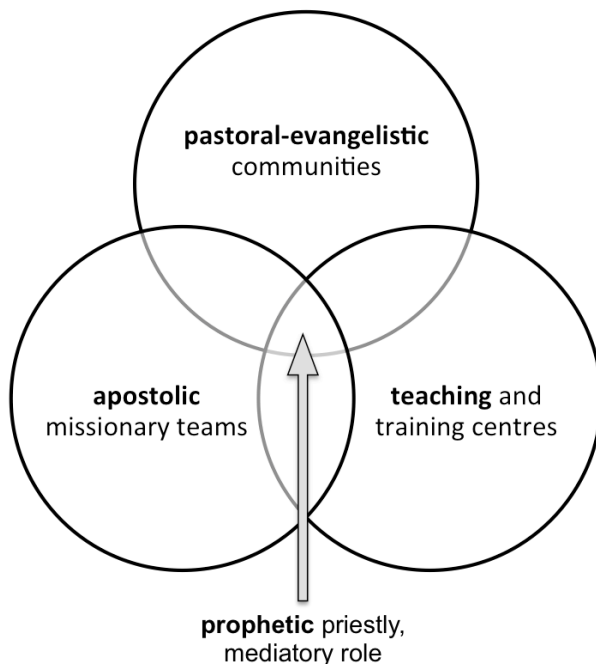 pastoral-evangelistic
communities
apostolic
missionary teams
teaching and
training centres
prophetic priestly,
mediatory role